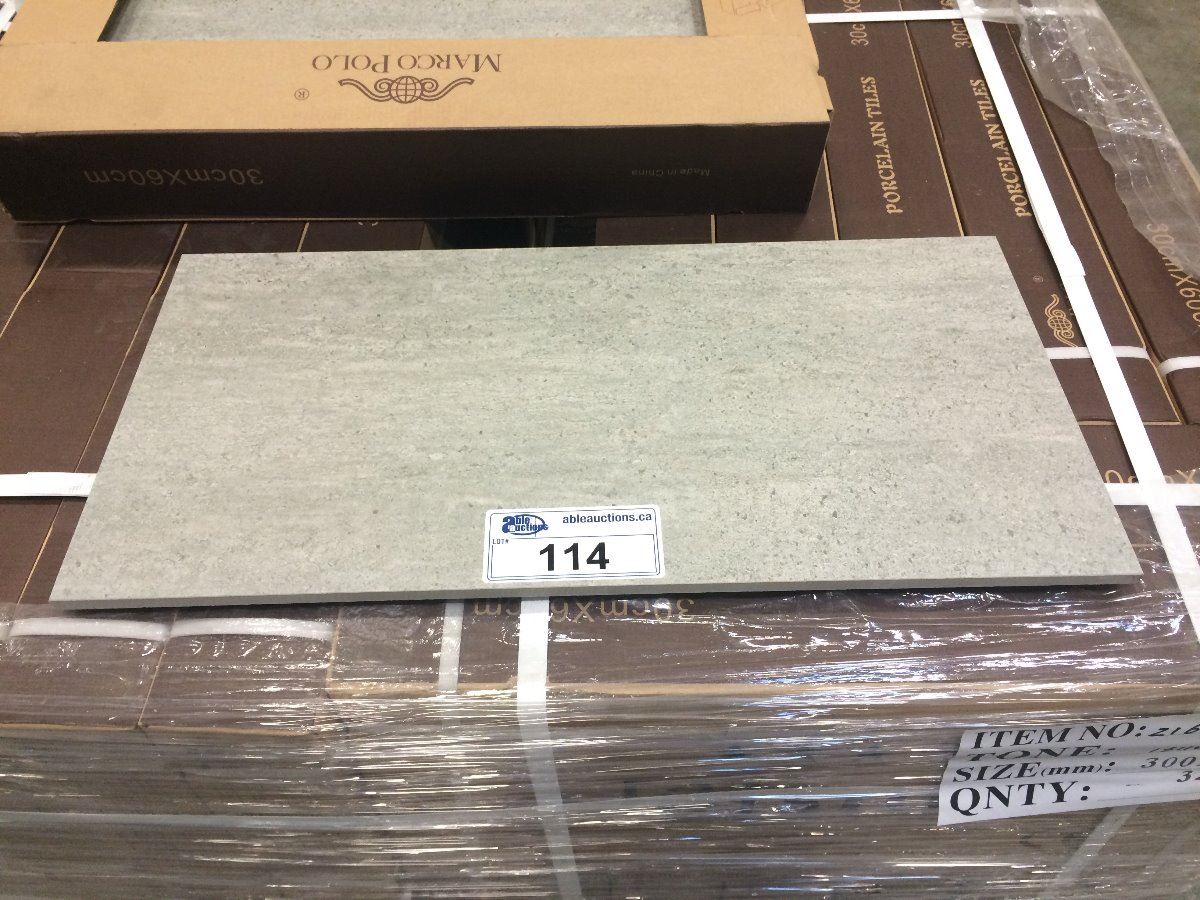 MARCO POLO
®
30cmX60cm
Made in China
PORCELAIN TILES
PORCELAIN TILES
able auctions
ableauctions.ca
LOT#
114
ITEM NO:
TONE:
SIZE(mm):
QNTY: